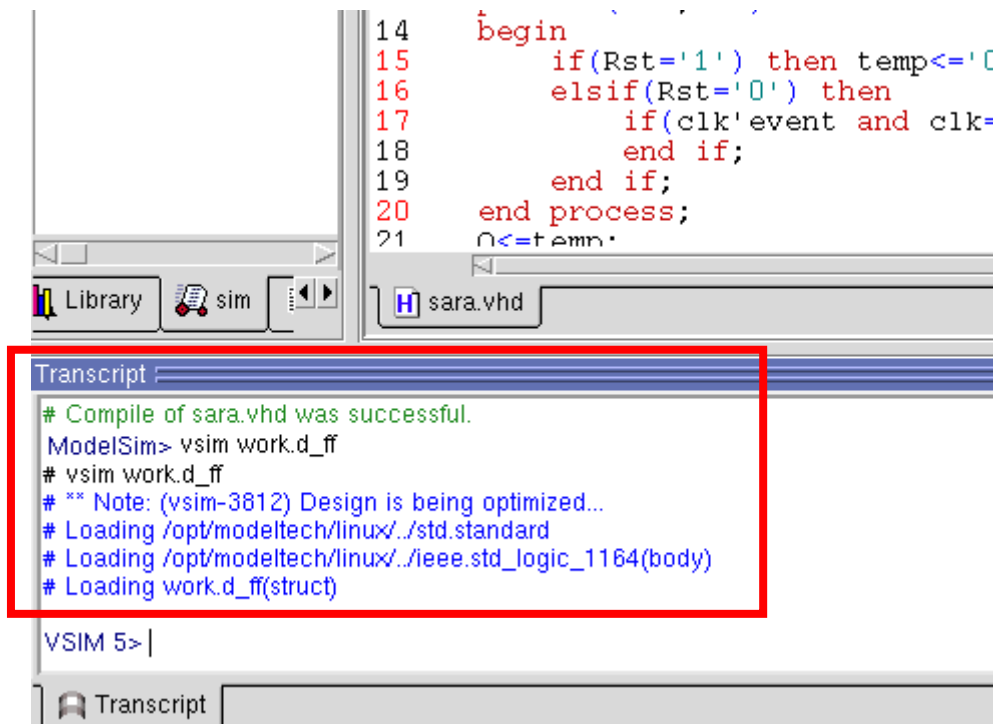 14 begin
15 if(Rst='1') then temp<='0
16 elsif(Rst='0') then
17 if(clk'event and clk=
18 end if;
19 end if;
20 end process;
21 Q<=temp;
Library sim
sara.vhd
Transcript
# Compile of sara.vhd was successful.
ModelSim> vsim work.d_ff
# vsim work.d_ff
# ** Note: (vsim-3812) Design is being optimized...
# Loading /opt/modeltech/linux/../std.standard
# Loading /opt/modeltech/linux/../ieee.std_logic_1164(body)
# Loading work.d_ff(struct)
VSIM 5>
Transcript